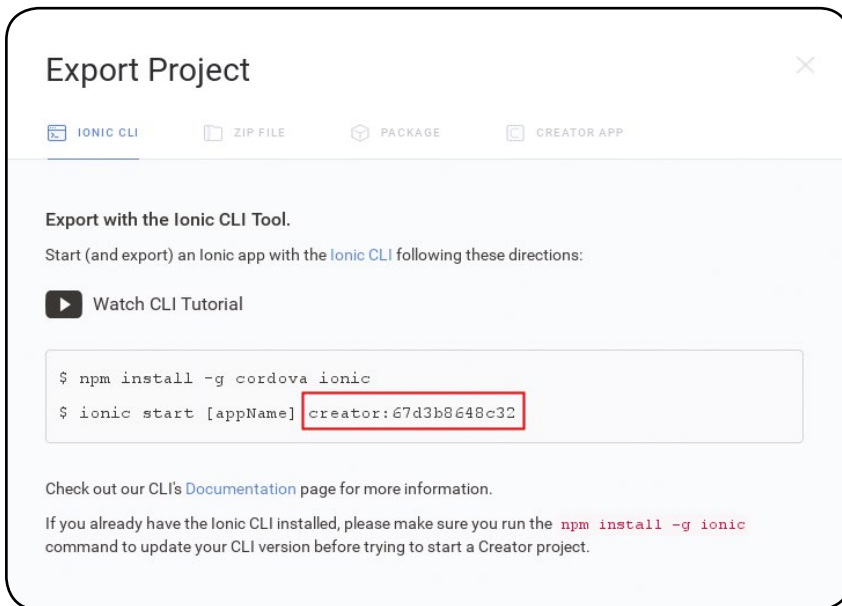 Export Project
IONIC CLI
ZIP FILE
PACKAGE
CREATOR APP
Export with the Ionic CLI Tool.
Start (and export) an Ionic app with the Ionic CLI following these directions:
Watch CLI Tutorial
$ npm install -g cordova ionic
$ ionic start [appName] creator:67d3b8648c32
Check out our CLI's Documentation page for more information.
If you already have the Ionic CLI installed, please make sure you run the npm install -g ionic
command to update your CLI version before trying to start a Creator project.